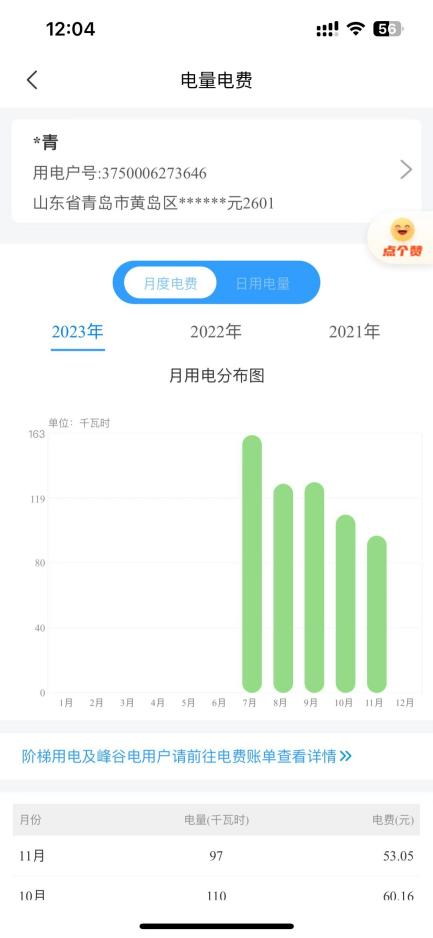 12:04
56
电量电费
*青
用电户号:3750006273646
山东省青岛市黄岛区******元2601
点个赞
月度电费 日用电量
2023年 2022年 2021年
月用电分布图
单位：千瓦时
163
119
80
40
0
1月 2月 3月 4月 5月 6月 7月 8月 9月 10月 11月 12月
阶梯用电及峰谷电用户请前往电费账单查看详情
月份 电量(千瓦时) 电费(元)
11月 97 53.05
10月 110 60.16